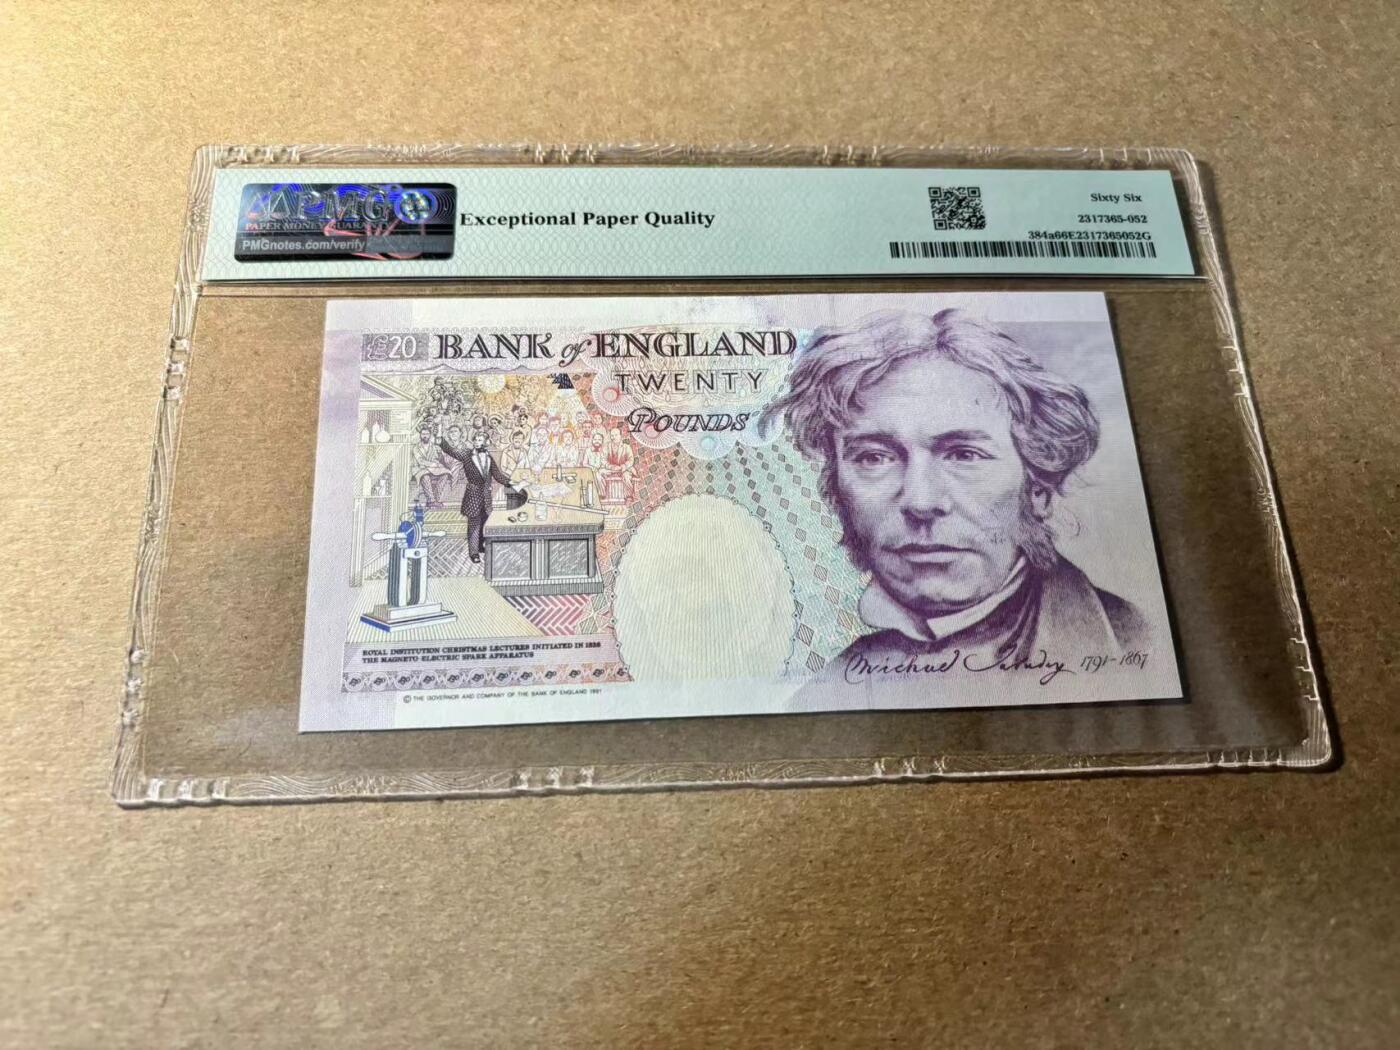 PMG
PAPER MONEY GUARANTY
PMGnotes.com/verify
Exceptional Paper Quality
Sixty Six
2317365-052
384a66E2317365052G
£20 BANK of ENGLAND
TWENTY
POUNDS
ROYAL INSTITUTION CHRISTMAS LECTURES INITIATED IN 1826
THE MAGNETO ELECTRIC SPARK APPARATUS
© THE GOVERNOR AND COMPANY OF THE BANK OF ENGLAND 1991
Michael Faraday 1791-1867